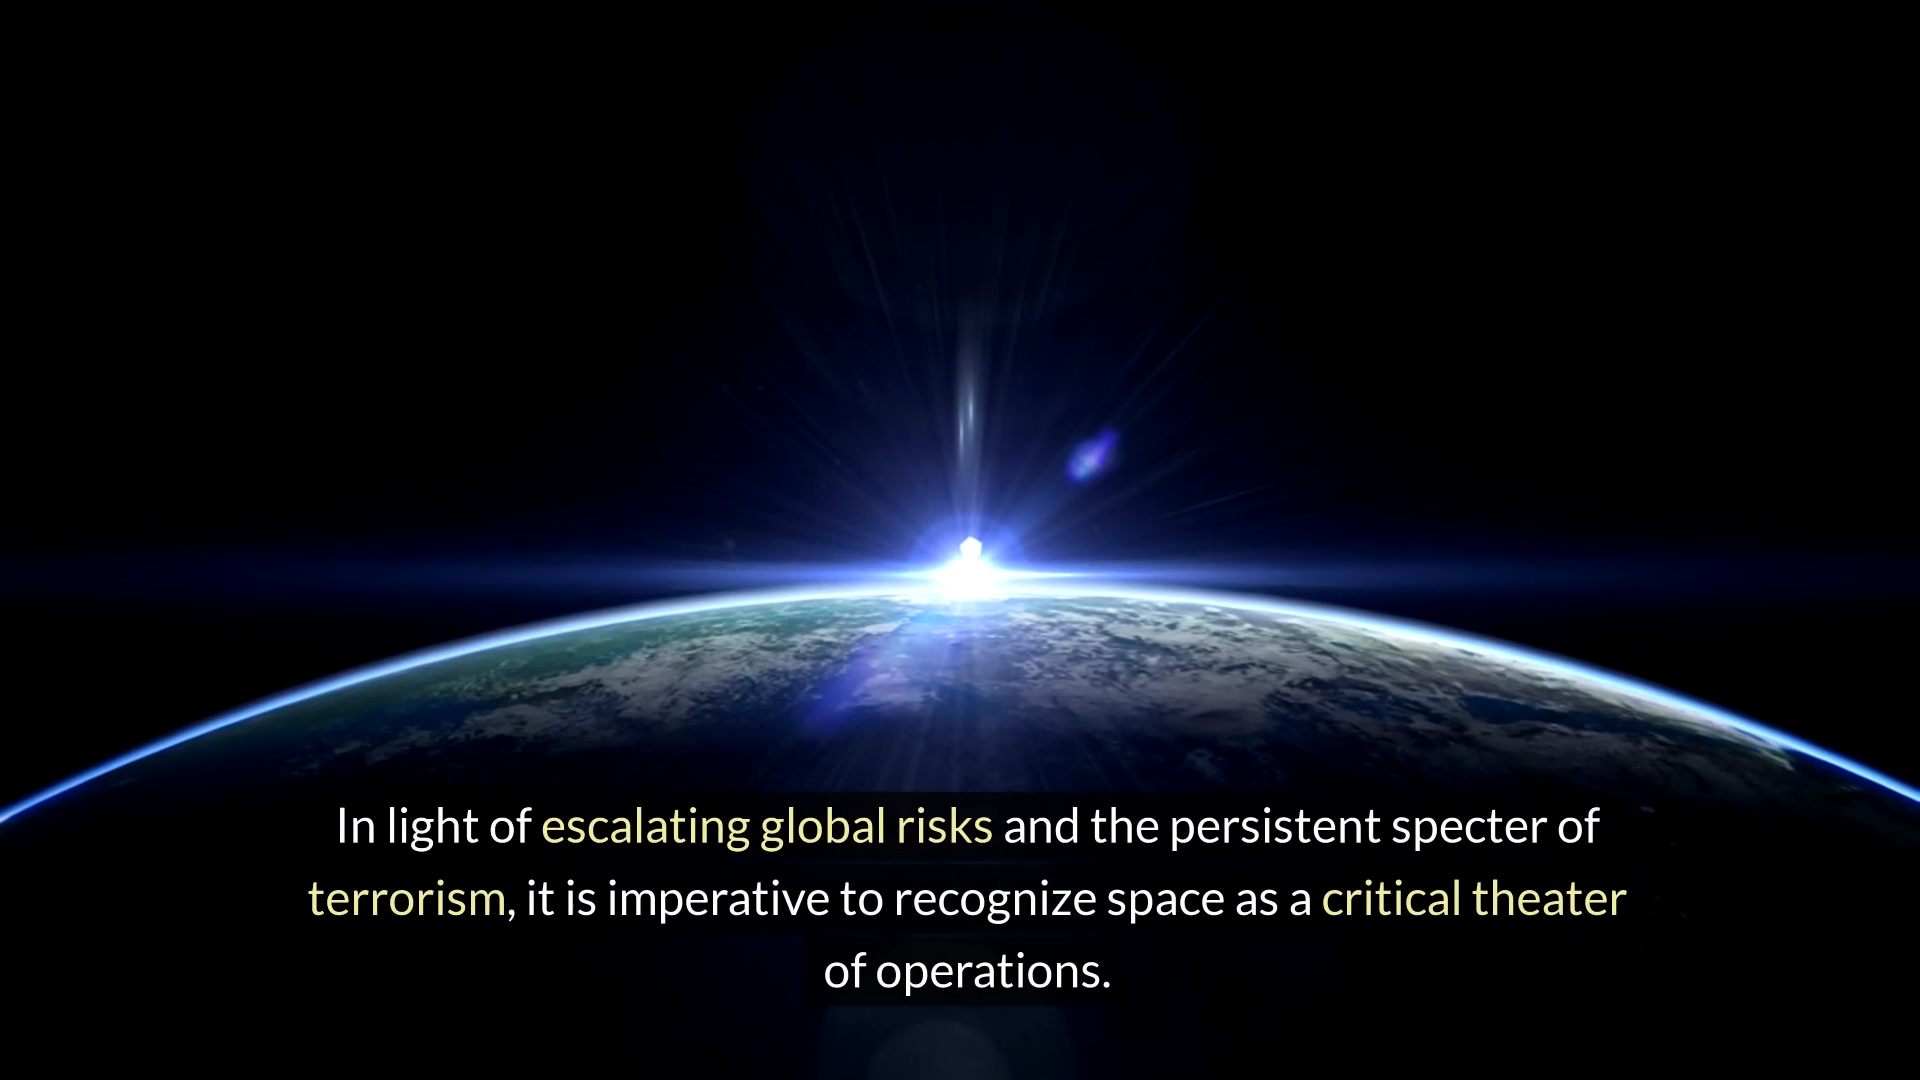 In light of escalating global risks and the persistent specter of
terrorism, it is imperative to recognize space as a critical theater
of operations.